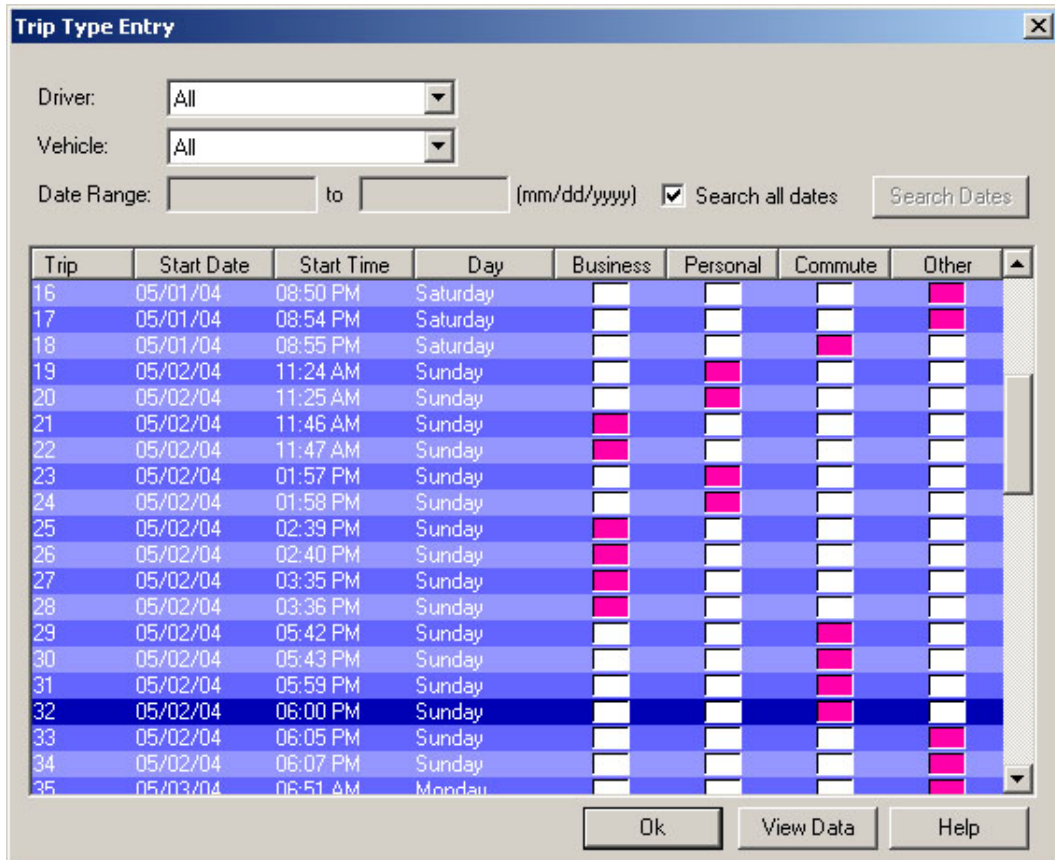 Trip Type Entry
Driver: All
Vehicle: All
Date Range: to (mm/dd/yyyy) Search all dates Search Dates
Trip Start Date Start Time Day Business Personal Commute Other
16 05/01/04 08:50 PM Saturday
17 05/01/04 08:54 PM Saturday
18 05/01/04 08:55 PM Saturday
19 05/02/04 11:24 AM Sunday
20 05/02/04 11:25 AM Sunday
21 05/02/04 11:46 AM Sunday
22 05/02/04 11:47 AM Sunday
23 05/02/04 01:57 PM Sunday
24 05/02/04 01:58 PM Sunday
25 05/02/04 02:39 PM Sunday
26 05/02/04 02:40 PM Sunday
27 05/02/04 03:35 PM Sunday
28 05/02/04 03:36 PM Sunday
29 05/02/04 05:42 PM Sunday
30 05/02/04 05:43 PM Sunday
31 05/02/04 05:59 PM Sunday
32 05/02/04 06:00 PM Sunday
33 05/02/04 06:05 PM Sunday
34 05/02/04 06:07 PM Sunday
35 05/03/04 06:51 AM Monday
Ok View Data Help